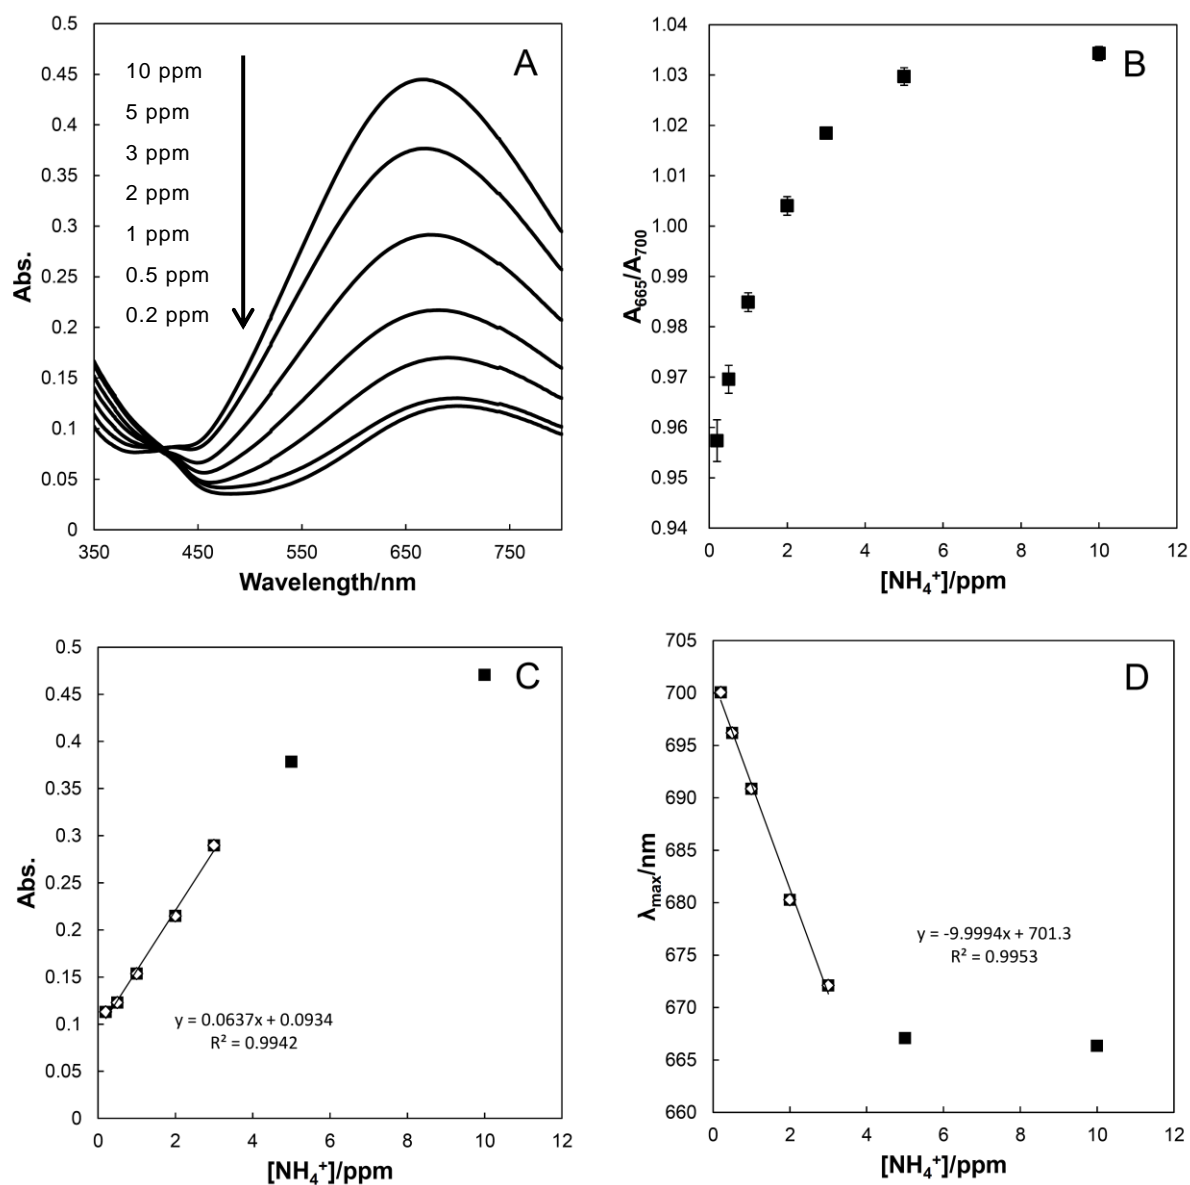 A
0.5
0.45
0.4
0.35
0.3
0.25
0.2
0.15
0.1
0.05
0
Abs.
10 ppm
5 ppm
3 ppm
2 ppm
1 ppm
0.5 ppm
0.2 ppm
350 450 550 650 750
Wavelength/nm
B
1.04
1.03
1.02
1.01
1.00
0.99
0.98
0.97
0.96
0.95
0.94
A665/A700
0 2 4 6 8 10 12
[NH4+]/ppm
C
0.5
0.45
0.4
0.35
0.3
0.25
0.2
0.15
0.1
0.05
0
Abs.
y = 0.0637x + 0.0934
R² = 0.9942
0 2 4 6 8 10 12
[NH4+]/ppm
D
705
700
695
690
685
680
675
670
665
660
λmax/nm
y = -9.9994x + 701.3
R² = 0.9953
0 2 4 6 8 10 12
[NH4+]/ppm